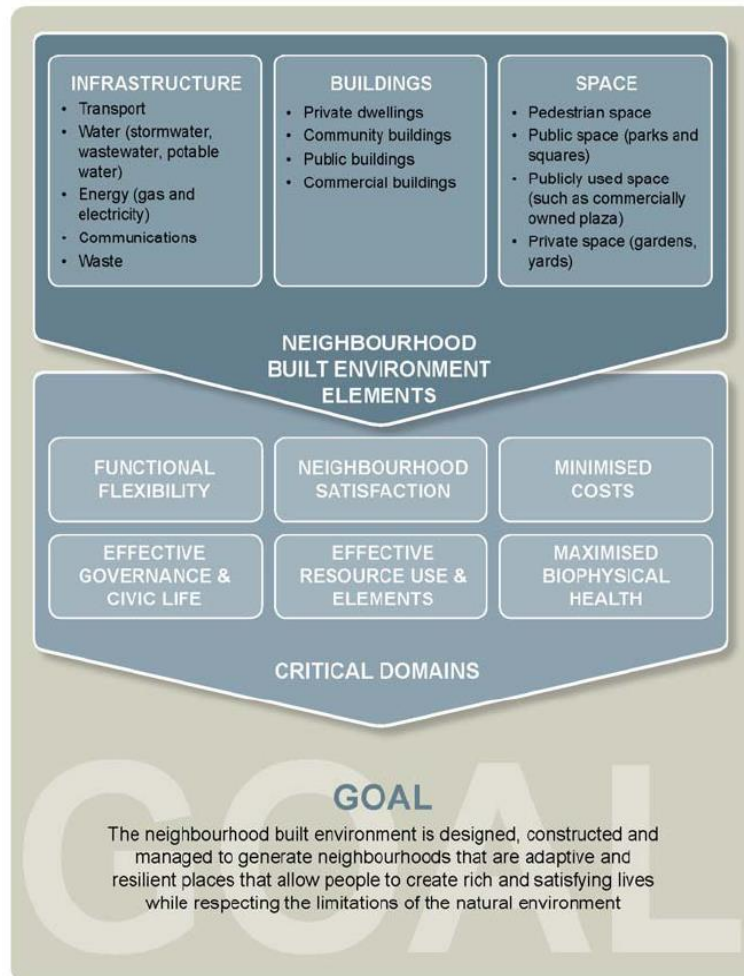 INFRASTRUCTURE
• Transport
• Water (stormwater,
wastewater, potable
water)
• Energy (gas and
electricity)
• Communications
• Waste
BUILDINGS
• Private dwellings
• Community buildings
• Public buildings
• Commercial buildings
SPACE
• Pedestrian space
• Public space (parks and
squares)
• Publicly used space
(such as commercially
owned plaza)
• Private space (gardens,
yards)
NEIGHBOURHOOD
BUILT ENVIRONMENT
ELEMENTS
FUNCTIONAL
FLEXIBILITY
NEIGHBOURHOOD
SATISFACTION
MINIMISED
COSTS
EFFECTIVE
GOVERNANCE &
CIVIC LIFE
EFFECTIVE
RESOURCE USE &
ELEMENTS
MAXIMISED
BIOPHYSICAL
HEALTH
CRITICAL DOMAINS
GOAL
GOAL
The neighbourhood built environment is designed, constructed and
managed to generate neighbourhoods that are adaptive and
resilient places that allow people to create rich and satisfying lives
while respecting the limitations of the natural environment